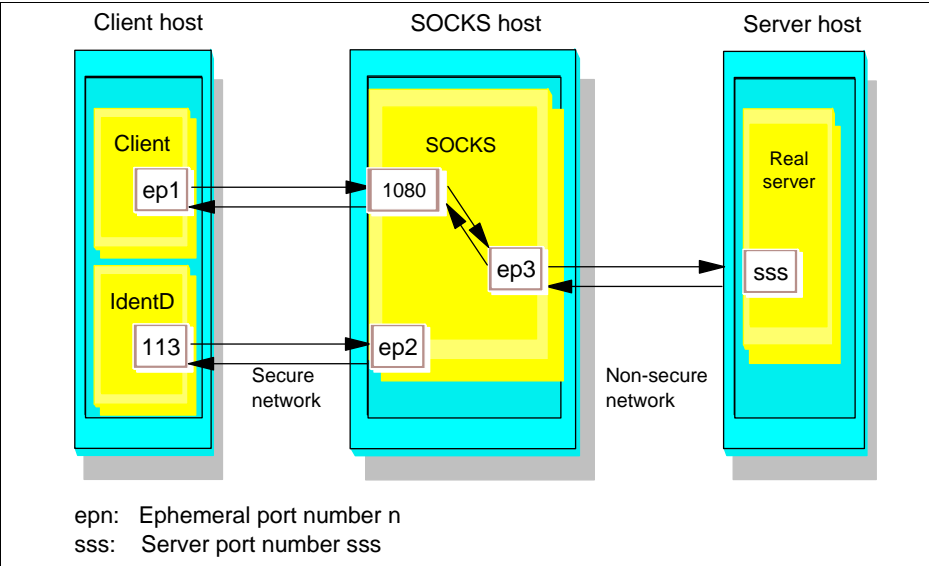 Client host
SOCKS host
Server host
Client
ep1
SOCKS
1080
ep3
Real
server
sss
IdentD
113
ep2
Secure
network
Non-secure
network
epn: Ephemeral port number n
sss: Server port number sss